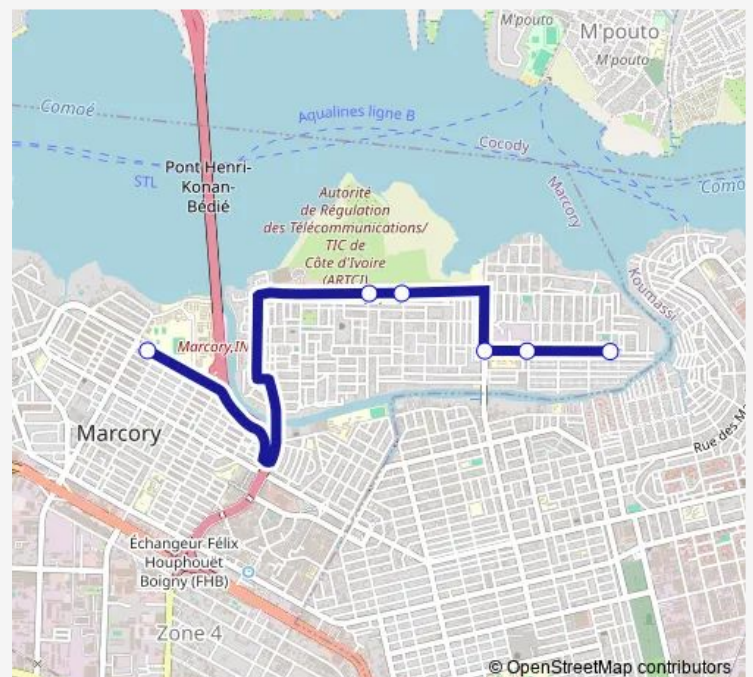 M'pouto
M'pouto
M'pouto
Comoé
Aqualines ligne B
Cocody
STL
Pont Henri-
Konan-
Bédié
Marcory
Autorité
de Régulation
des Télécommunications/
TIC de
Côte d'Ivoire
(ARTCI)
Koumassi
Marcory,IN
Marcory
Rue des M
Échangeur Félix
Houphouët
Boigny (FHB)
Zone 4
© OpenStreetMap contributors